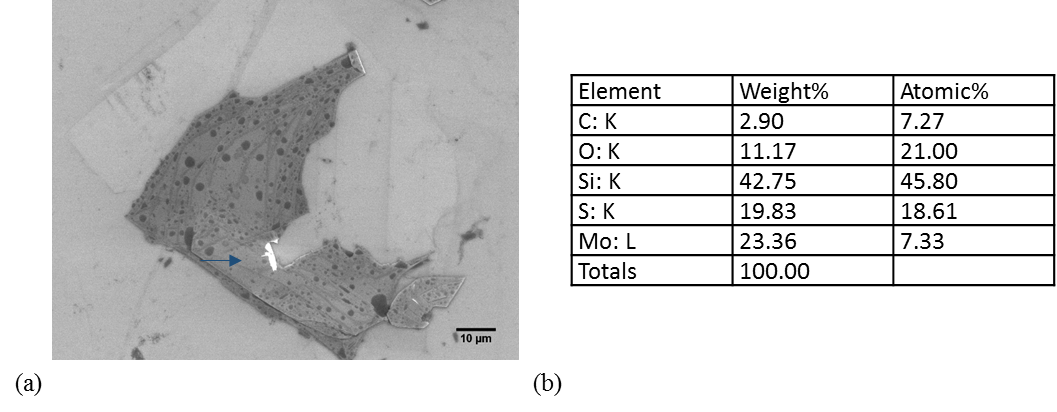 Element Weight% Atomic%
C: K 2.90 7.27
O: K 11.17 21.00
Si: K 42.75 45.80
S: K 19.83 18.61
Mo: L 23.36 7.33
Totals 100.00
10 µm
(a) (b)